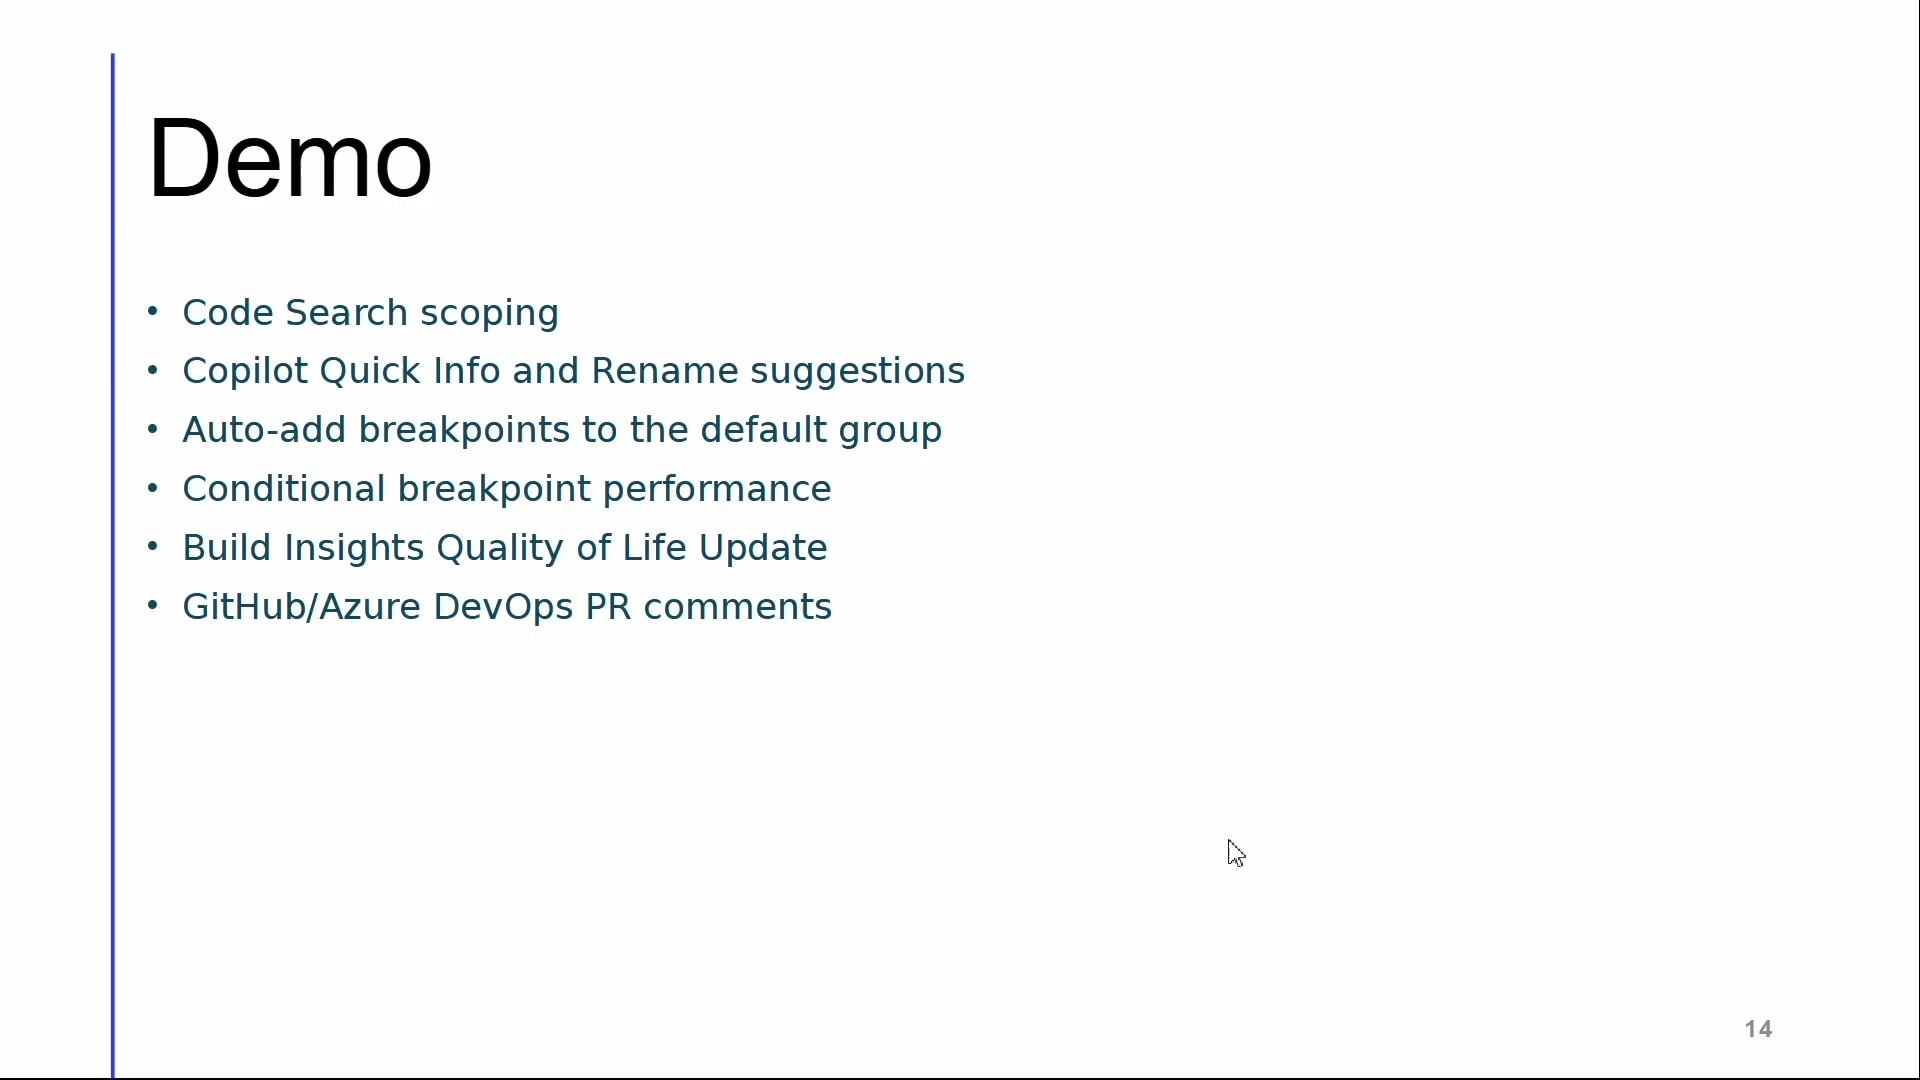 Demo
• Code Search scoping
• Copilot Quick Info and Rename suggestions
• Auto-add breakpoints to the default group
• Conditional breakpoint performance
• Build Insights Quality of Life Update
• GitHub/Azure DevOps PR comments
14